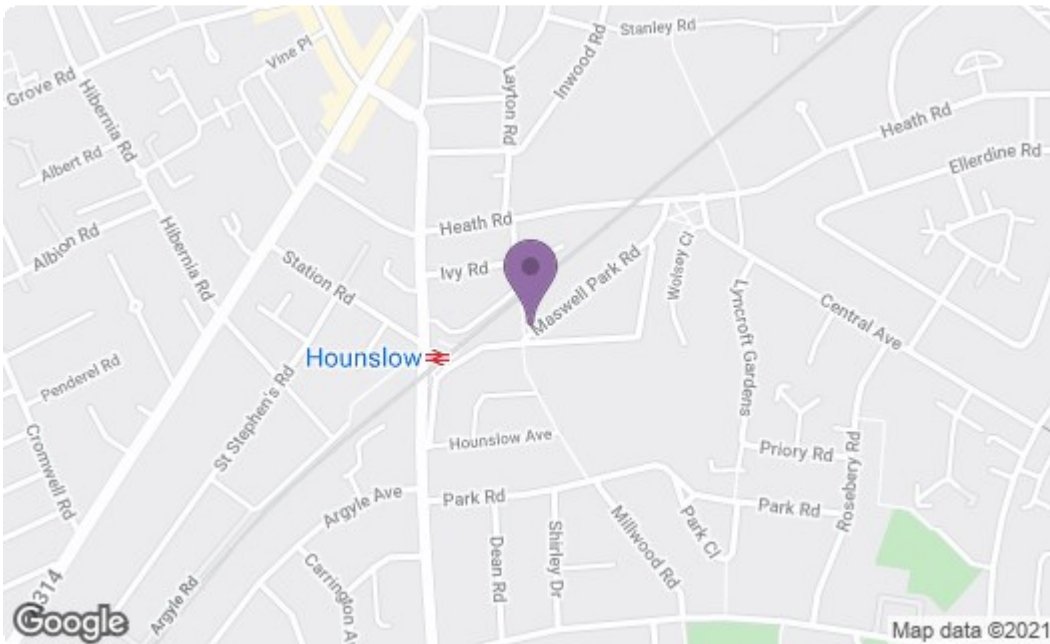 Stanley Rd
Vine Pl
Inwood Rd
Layton Rd
Grove Rd
Hibernia Rd
Heath Rd
Albert Rd
Ellerdine Rd
Heath Rd
Hibernia Rd
Albion Rd
Station Rd
Ivy Rd
Maswell Park Rd
Wolsey Cl
Lyncroft Gardens
Central Ave
Hounslow
Penderel Rd
St Stephen's Rd
Cromwell Rd
Hounslow Ave
Priory Rd
Rosebery Rd
Argyle Ave
Park Rd
Park Rd
Park Cl
Millwood Rd
Shirley Dr
Dean Rd
Carrington A
Argyle Rd
314
Google
Map data ©2021